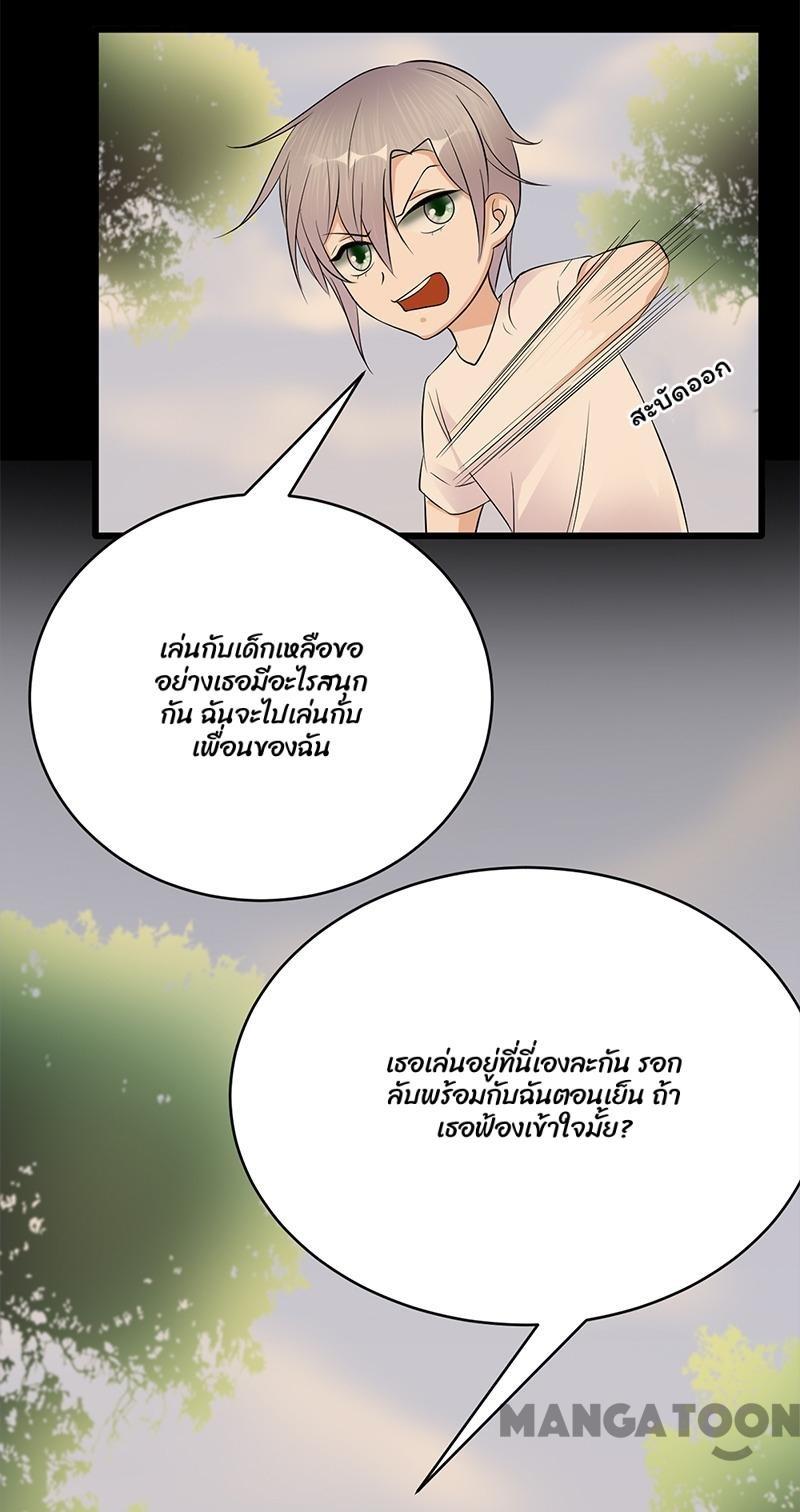 สะบัดออก
เล่นกับเด็กเหลือขอ
อย่างเธอมีอะไรสนุก
กัน ฉันจะไปเล่นกับ
เพื่อนของฉัน
เธอเล่นอยู่ที่นี่เองละกัน รอก
ลับพร้อมกับฉันตอนเย็น ถ้า
เธอฟ้องเข้าใจมั้ย?
MANGATOON